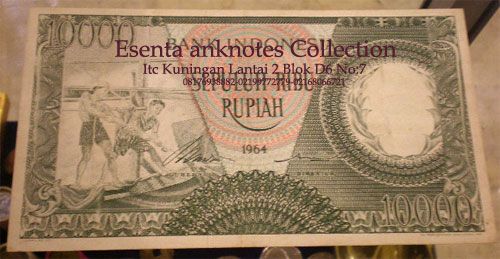 10000
BANK INDONESIA
Esenta anknotes Collection
Itc Kuningan Lantai 2 Blok D6 No:7
SEPULUH RIBU
RUPIAH
1964
10000